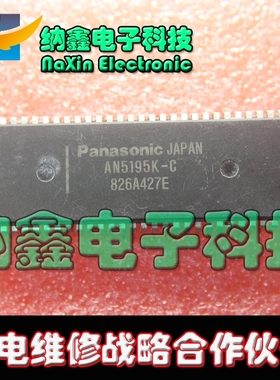 纳鑫电子科技
NaXin Electronic
Panasonic JAPAN
AN5195K-C
826A427E
纳鑫电子科技
电维修战略合作伙